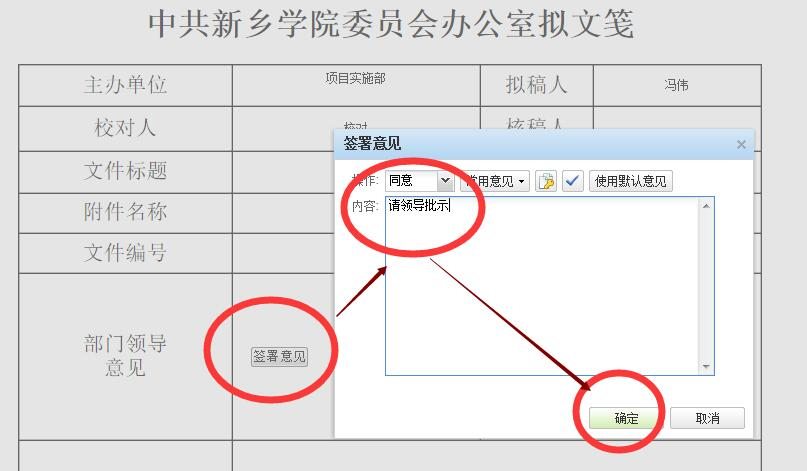 中共新乡学院委员会办公室拟文笺
主办单位 项目实施部 拟稿人 冯伟
校对人 校对 核稿人
签署意见
操作: 同意 常用意见 使用默认意见
文件标题
内容: 请领导批示
附件名称
文件编号
部门领导
意见
签署意见
确定 取消